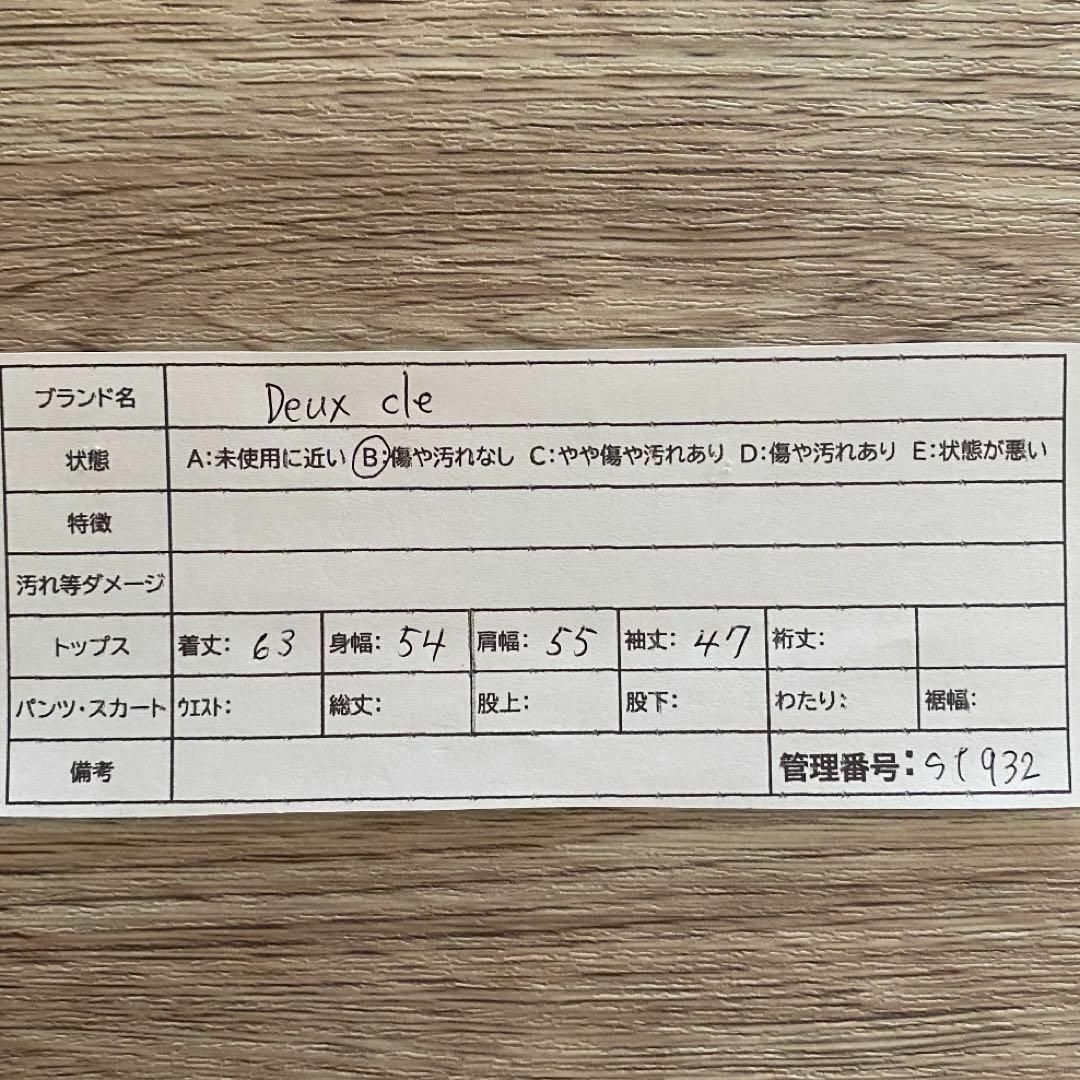 ブランド名 Deux cle
状態 A:未使用に近い B:傷や汚れなし C:やや傷や汚れあり D:傷や汚れあり E:状態が悪い
特徴
汚れ等ダメージ
トップス 着丈: 63 身幅: 54 肩幅: 55 袖丈: 47 裄丈:
パンツ・スカート ウエスト: 総丈: 股上: 股下: わたり: 裾幅:
備考 管理番号: 932